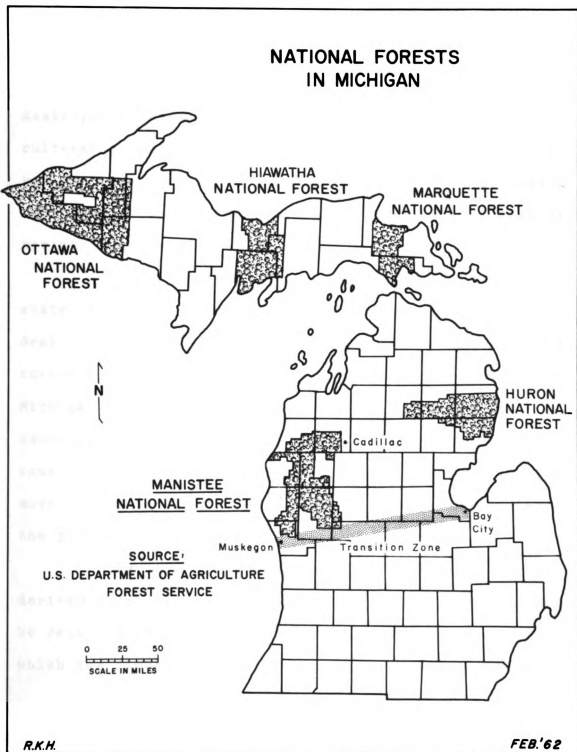 NATIONAL FORESTS
IN MICHIGAN
HIAWATHA
NATIONAL FOREST
MARQUETTE
NATIONAL FOREST
OTTAWA
NATIONAL
FOREST
N
HURON
NATIONAL
FOREST
Cadillac
MANISTEE
NATIONAL FOREST
Bay
City
Muskegon
Transition Zone
SOURCE:
U.S. DEPARTMENT OF AGRICULTURE
FOREST SERVICE
0 25 50
SCALE IN MILES
R.K.H.
FEB.'62